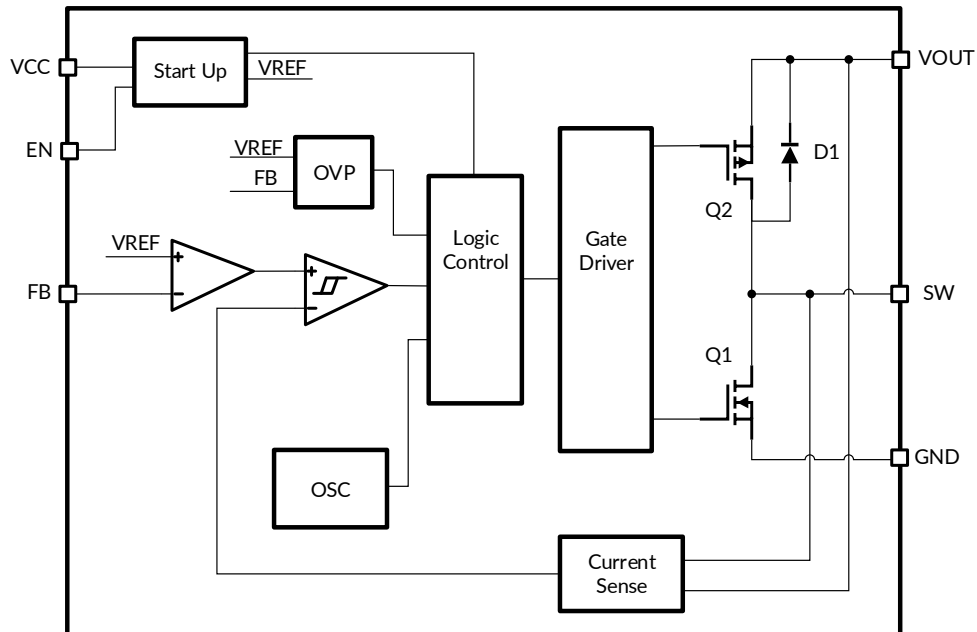 VCC
Start Up
VREF
VOUT
EN
VREF
FB
OVP
D1
Q2
VREF
+
−
FB
+
−
Logic
Control
Gate
Driver
SW
Q1
GND
OSC
Current
Sense